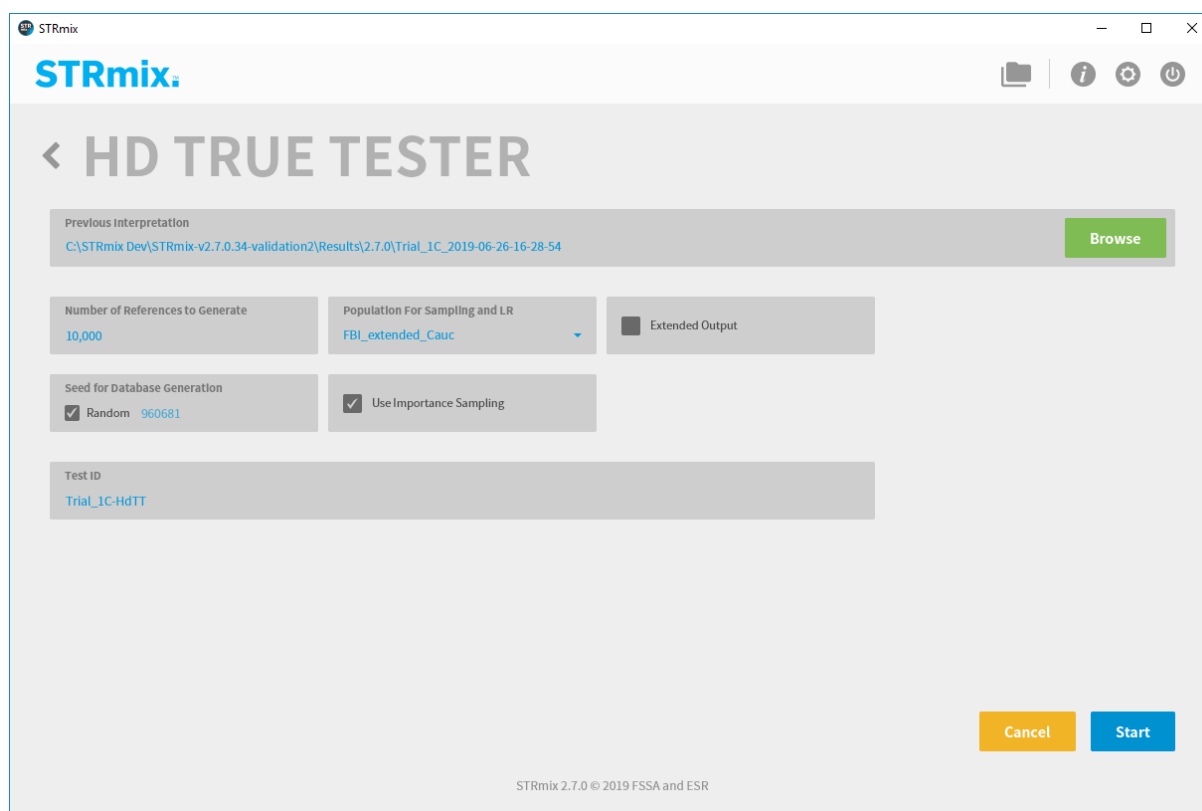 STRmix
STRmix™
HD TRUE TESTER
Previous Interpretation
C:\STRmix Dev\STRmix-v2.7.0.34-validation2\Results\2.7.0\Trial_1C_2019-06-26-16-28-54
Browse
Number of References to Generate
10,000
Population For Sampling and LR
FBI_extended_Cauc
Extended Output
Seed for Database Generation
Random 960681
Use Importance Sampling
Test ID
Trial_1C-HdTT
Cancel
Start
STRmix 2.7.0 © 2019 FSSA and ESR